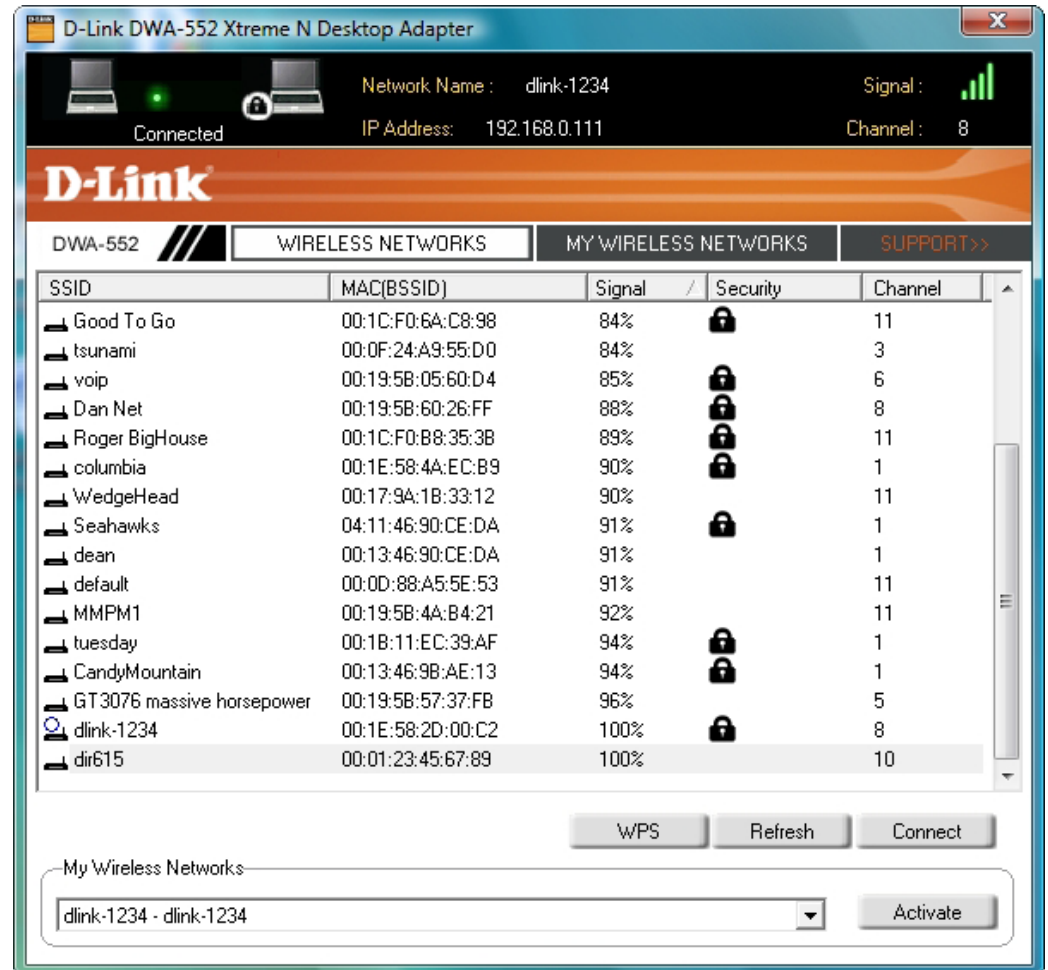 D-Link DWA-552 Xtreme N Desktop Adapter
Network Name : dlink-1234 Signal :
Connected IP Address: 192.168.0.111 Channel : 8
D-Link
DWA-552 WIRELESS NETWORKS MY WIRELESS NETWORKS SUPPORT>>
SSID MAC(BSSID) Signal Security Channel
Good To Go 00:1C:F0:6A:C8:98 84% 11
tsunami 00:0F:24:A9:55:D0 84% 3
voip 00:19:5B:05:60:D4 85% 6
Dan Net 00:19:5B:60:26:FF 88% 8
Roger BigHouse 00:1C:F0:B8:35:3B 89% 11
columbia 00:1E:58:4A:EC:B9 90% 1
WedgeHead 00:17:9A:1B:33:12 90% 11
Seahawks 04:11:46:90:CE:DA 91% 1
dean 00:13:46:90:CE:DA 91% 1
default 00:0D:88:A5:5E:53 91% 11
MMPM1 00:19:5B:4A:B4:21 92% 11
tuesday 00:1B:11:EC:39:AF 94% 1
CandyMountain 00:13:46:9B:AE:13 94% 1
GT3076 massive horsepower 00:19:5B:57:37:FB 96% 5
dlink-1234 00:1E:58:2D:00:C2 100% 8
dir615 00:01:23:45:67:89 100% 10
WPS Refresh Connect
My Wireless Networks
dlink-1234 - dlink-1234 Activate